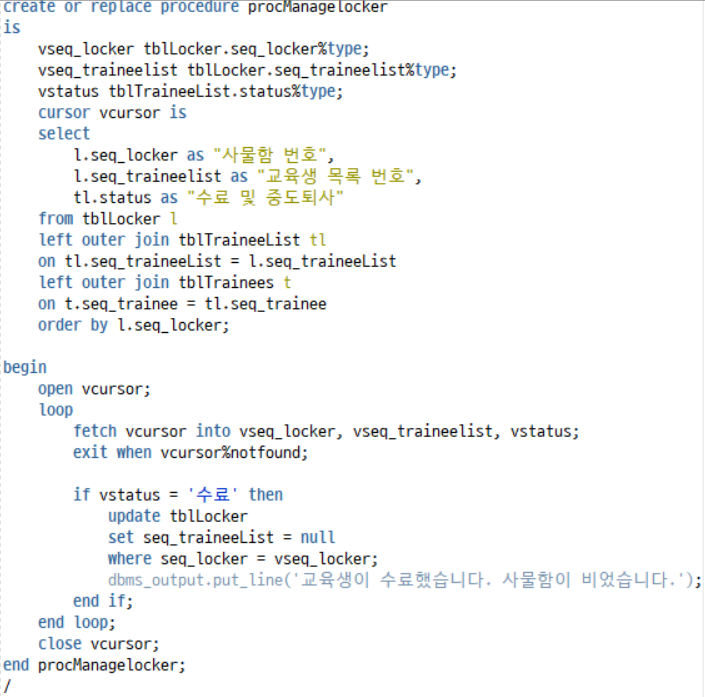 create or replace procedure procManagelocker
is
    vseq_locker tblLocker.seq_locker%type;
    vseq_traineelist tblLocker.seq_traineelist%type;
    vstatus tblTraineeList.status%type;
    cursor vcursor is
    select
        l.seq_locker as "사물함 번호",
        l.seq_traineelist as "교육생 목록 번호",
        tl.status as "수료 및 중도퇴사"
    from tblLocker l
    left outer join tblTraineeList tl
    on tl.seq_traineeList = l.seq_traineeList
    left outer join tblTrainees t
    on t.seq_trainee = tl.seq_trainee
    order by l.seq_locker;

begin
    open vcursor;
    loop
        fetch vcursor into vseq_locker, vseq_traineelist, vstatus;
        exit when vcursor%notfound;

        if vstatus = '수료' then
            update tblLocker
            set seq_traineeList = null
            where seq_locker = vseq_locker;
            dbms_output.put_line('교육생이 수료했습니다. 사물함이 비었습니다.');
        end if;
    end loop;
    close vcursor;
end procManagelocker;
/